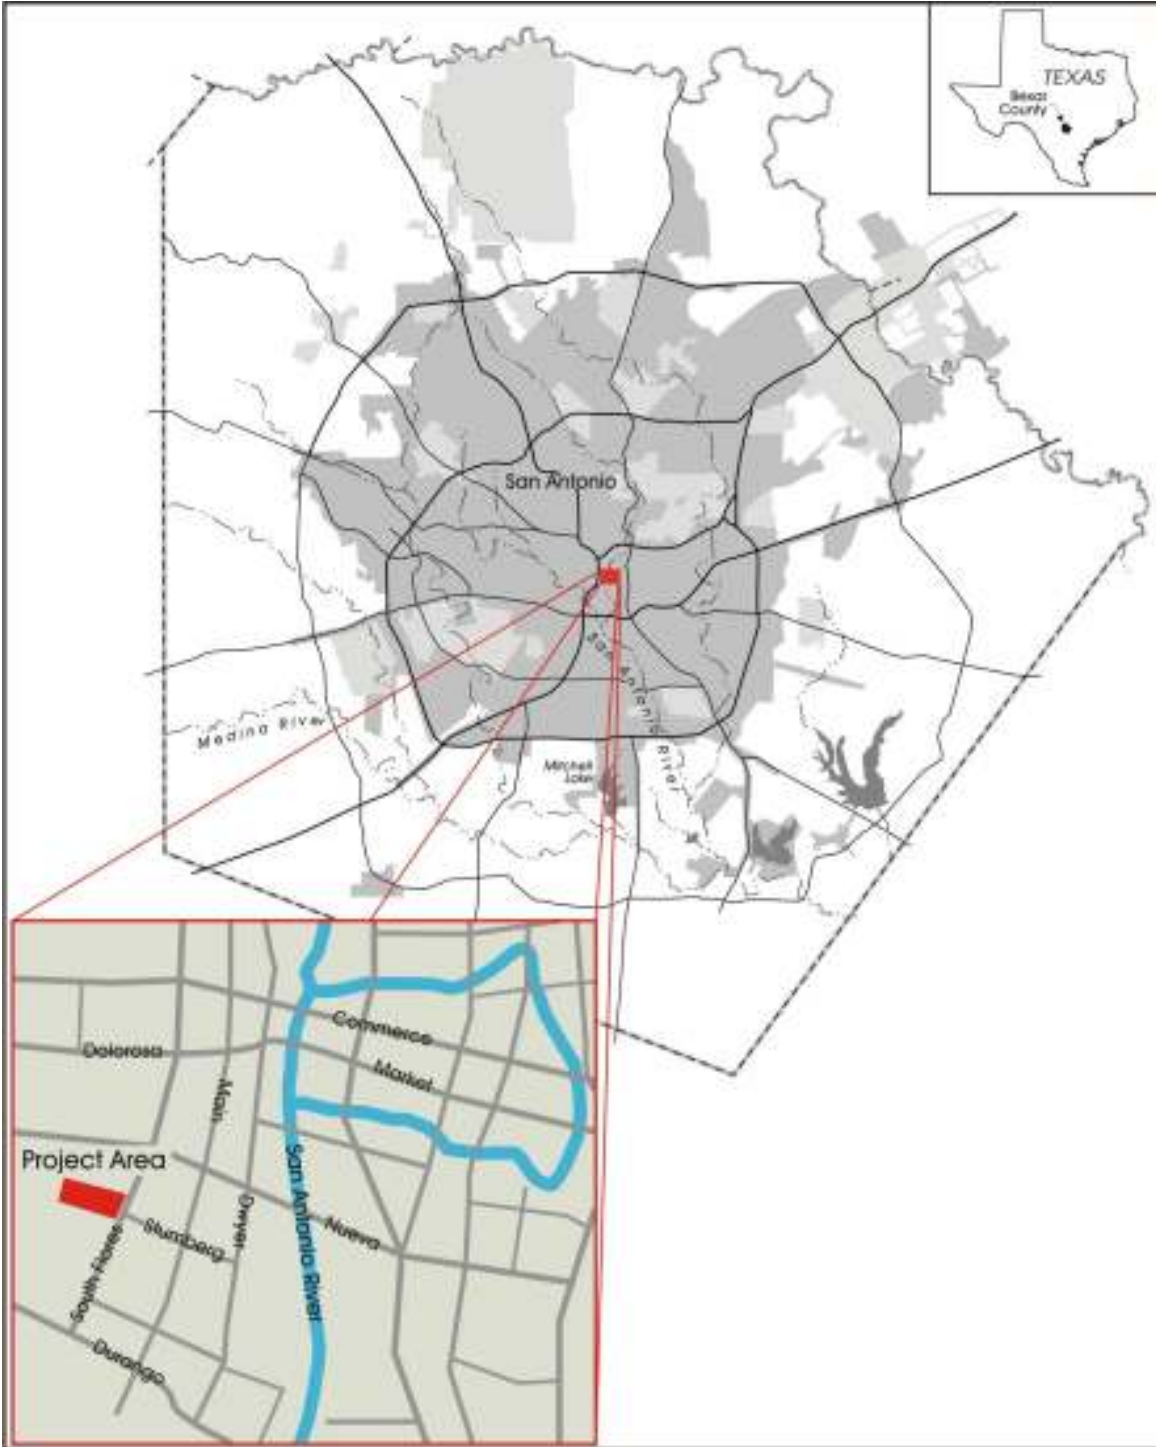 TEXAS
Bexar
County
San Antonio
San Antonio River
Medina River
Mitchell
Lake
Commerce
Dolorosa
Market
Main
Project Area
San Antonio River
Dwyer
Nueva
Stumberg
South Flores
Durango